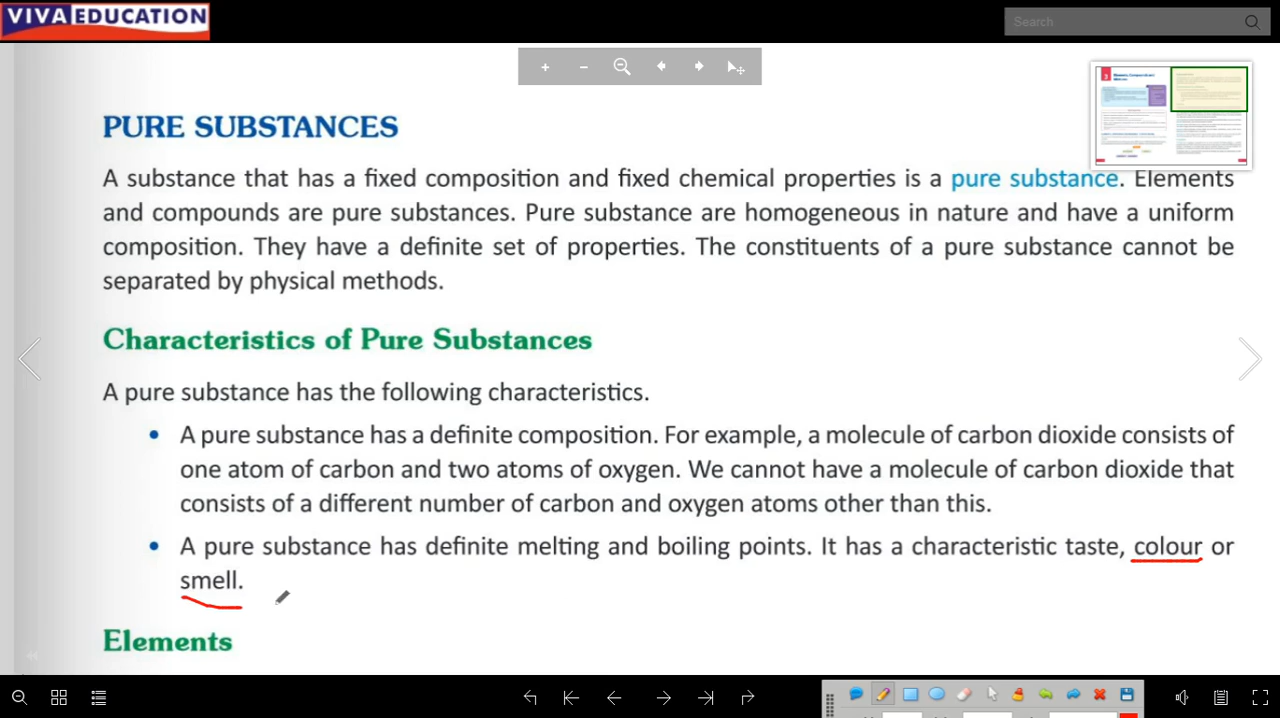 VIVA EDUCATION
Search
PURE SUBSTANCES
A substance that has a fixed composition and fixed chemical properties is a pure substance. Elements
and compounds are pure substances. Pure substance are homogeneous in nature and have a uniform
composition. They have a definite set of properties. The constituents of a pure substance cannot be
separated by physical methods.
Characteristics of Pure Substances
A pure substance has the following characteristics.
• A pure substance has a definite composition. For example, a molecule of carbon dioxide consists of
one atom of carbon and two atoms of oxygen. We cannot have a molecule of carbon dioxide that
consists of a different number of carbon and oxygen atoms other than this.
• A pure substance has definite melting and boiling points. It has a characteristic taste, colour or
smell.
Elements